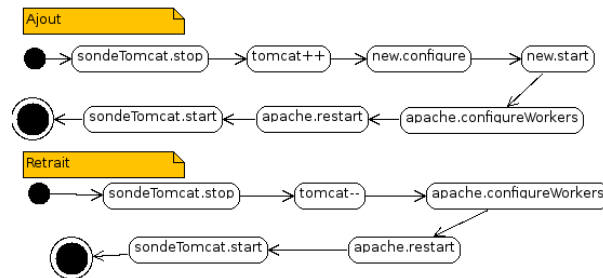 Ajout
sondeTomcat.stop tomcat++ new.configure new.start
sondeTomcat.start apache.restart apache.configureWorkers
Retrait
sondeTomcat.stop tomcat-- apache.configureWorkers
sondeTomcat.start apache.restart